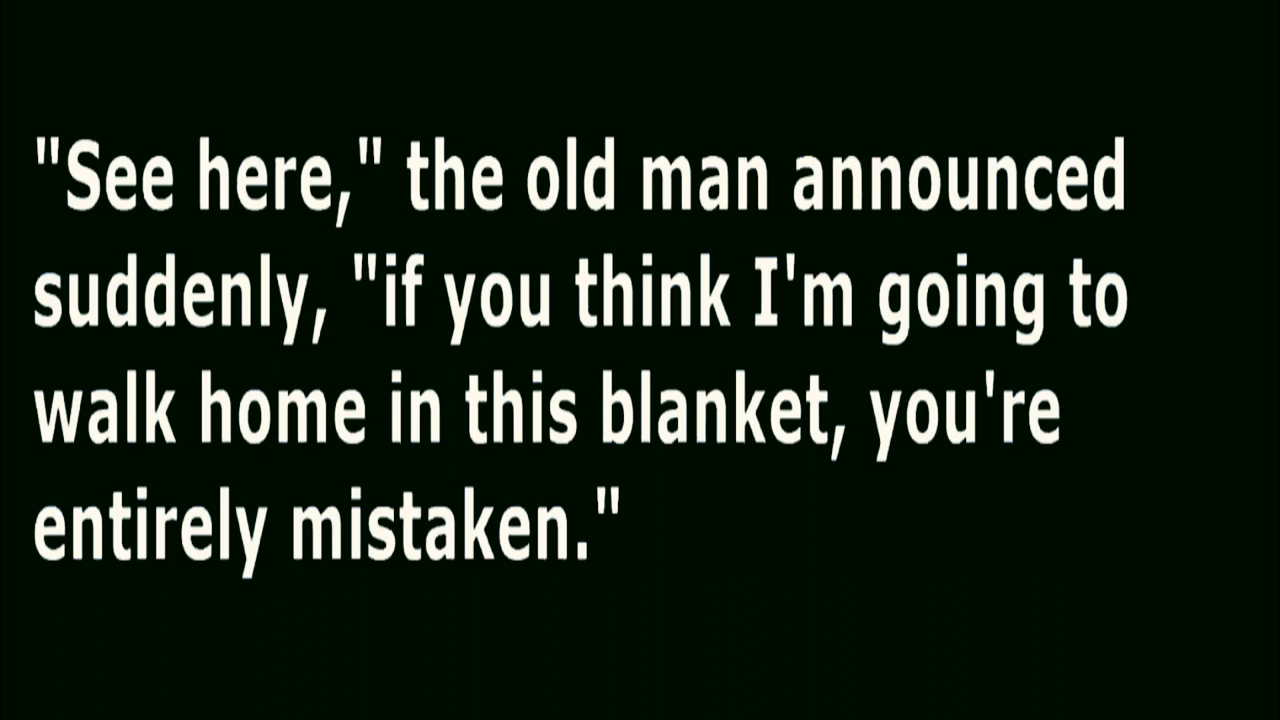 "See here," the old man announced
suddenly, "if you think I'm going to
walk home in this blanket, you're
entirely mistaken."